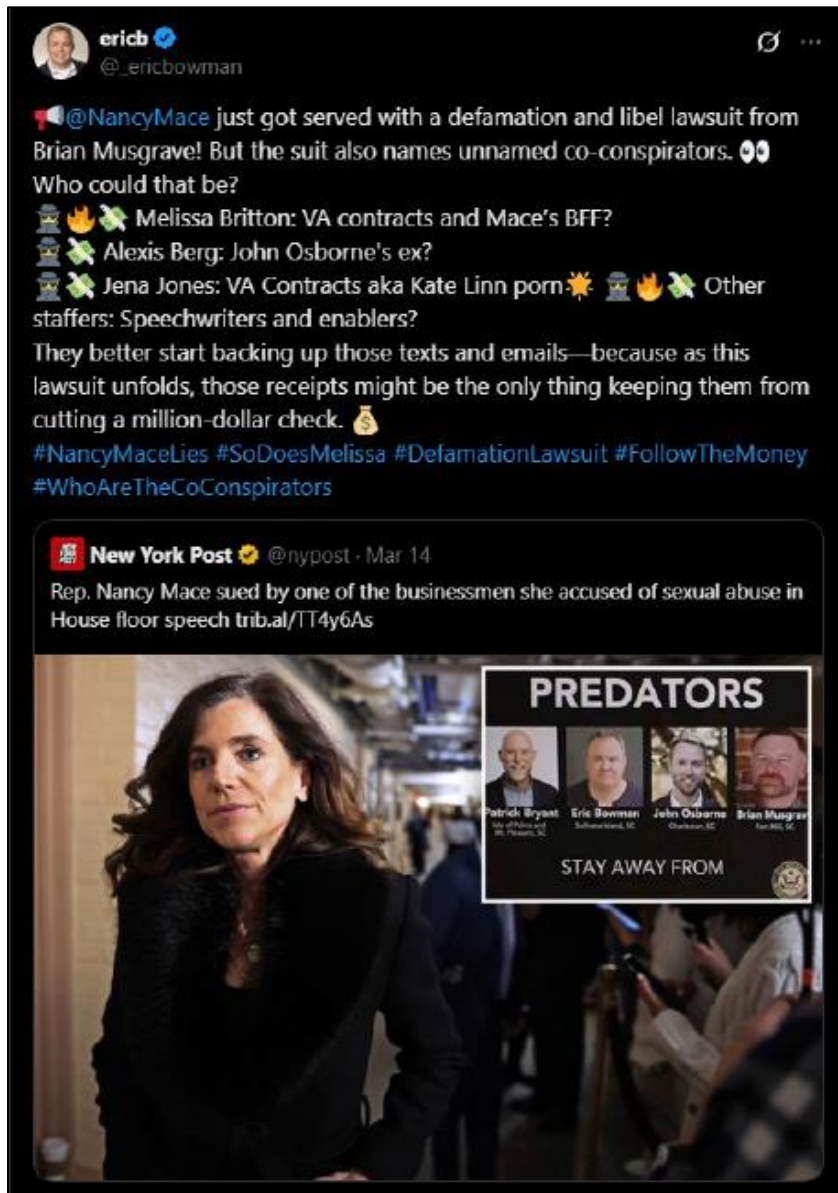 ericb
@_ericbowman
📢@NancyMace just got served with a defamation and libel lawsuit from
Brian Musgrave! But the suit also names unnamed co-conspirators. 👀
Who could that be?
🕵️🔥💸 Melissa Britton: VA contracts and Mace's BFF?
🕵️💸 Alexis Berg: John Osborne's ex?
🕵️💸 Jena Jones: VA Contracts aka Kate Linn porn🌟 🕵️🔥💸 Other
staffers: Speechwriters and enablers?
They better start backing up those texts and emails—because as this
lawsuit unfolds, those receipts might be the only thing keeping them from
cutting a million-dollar check. 💰
#NancyMaceLies #SoDoesMelissa #DefamationLawsuit #FollowTheMoney
#WhoAreTheCoConspirators
New York Post @nypost · Mar 14
Rep. Nancy Mace sued by one of the businessmen she accused of sexual abuse in
House floor speech trib.al/TT4y6As
PREDATORS
Patrick Bryant Eric Bowman John Osborne Brian Musgrav
STAY AWAY FROM